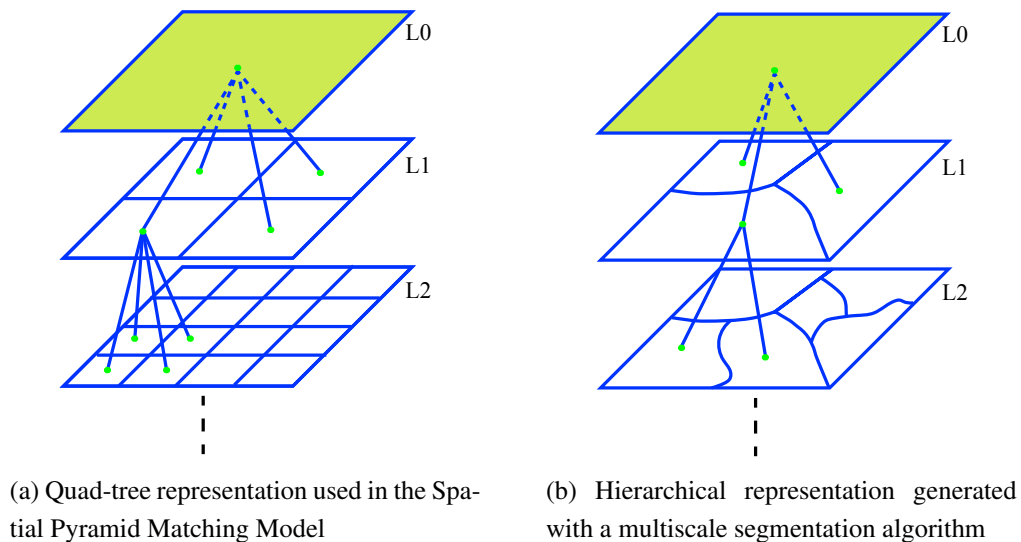 L0
L1
L2
(a) Quad-tree representation used in the Spa-
tial Pyramid Matching Model
L0
L1
L2
(b) Hierarchical representation generated
with a multiscale segmentation algorithm